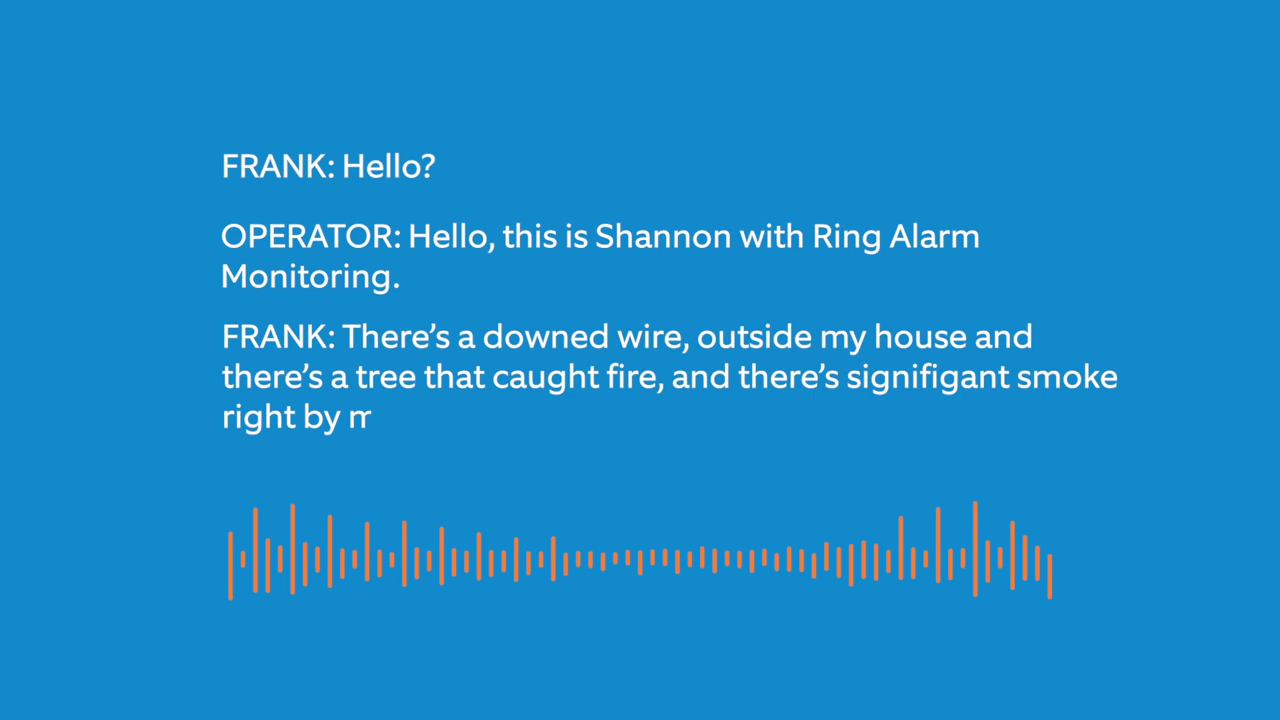 FRANK: Hello?
OPERATOR: Hello, this is Shannon with Ring Alarm
Monitoring.
FRANK: There’s a downed wire, outside my house and
there’s a tree that caught fire, and there’s signifigant smoke
right by m